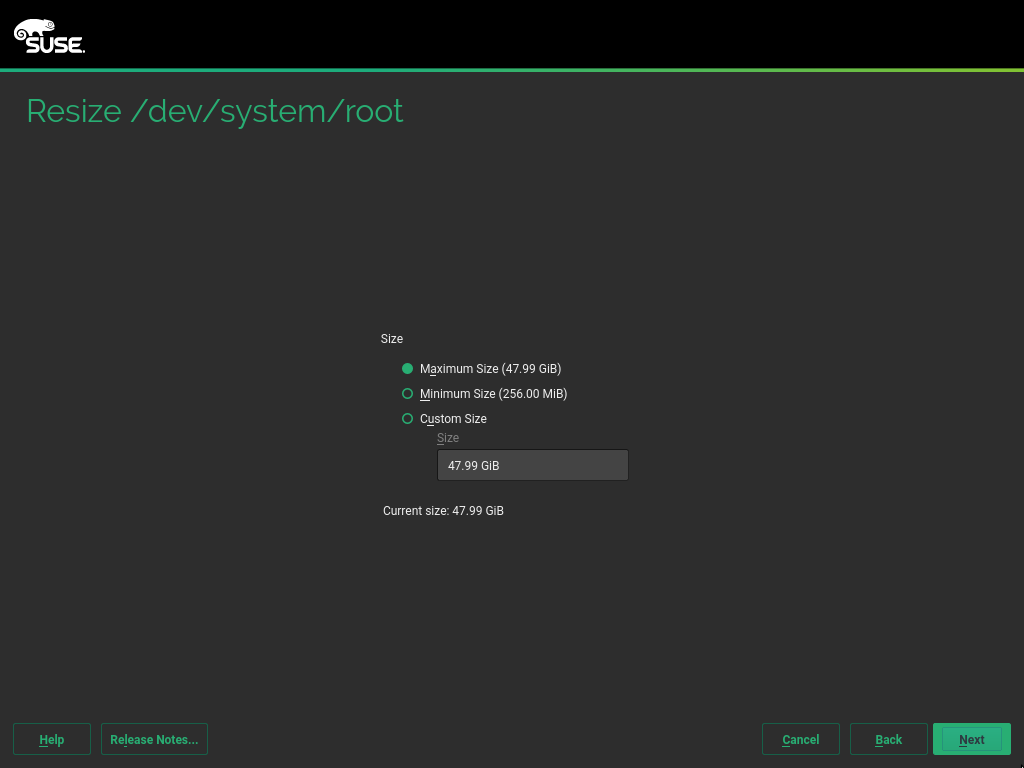 SUSE.
Resize /dev/system/root
Size
Maximum Size (47.99 GiB)
Minimum Size (256.00 MiB)
Custom Size
Size
47.99 GiB
Current size: 47.99 GiB
Help Release Notes... Cancel Back Next